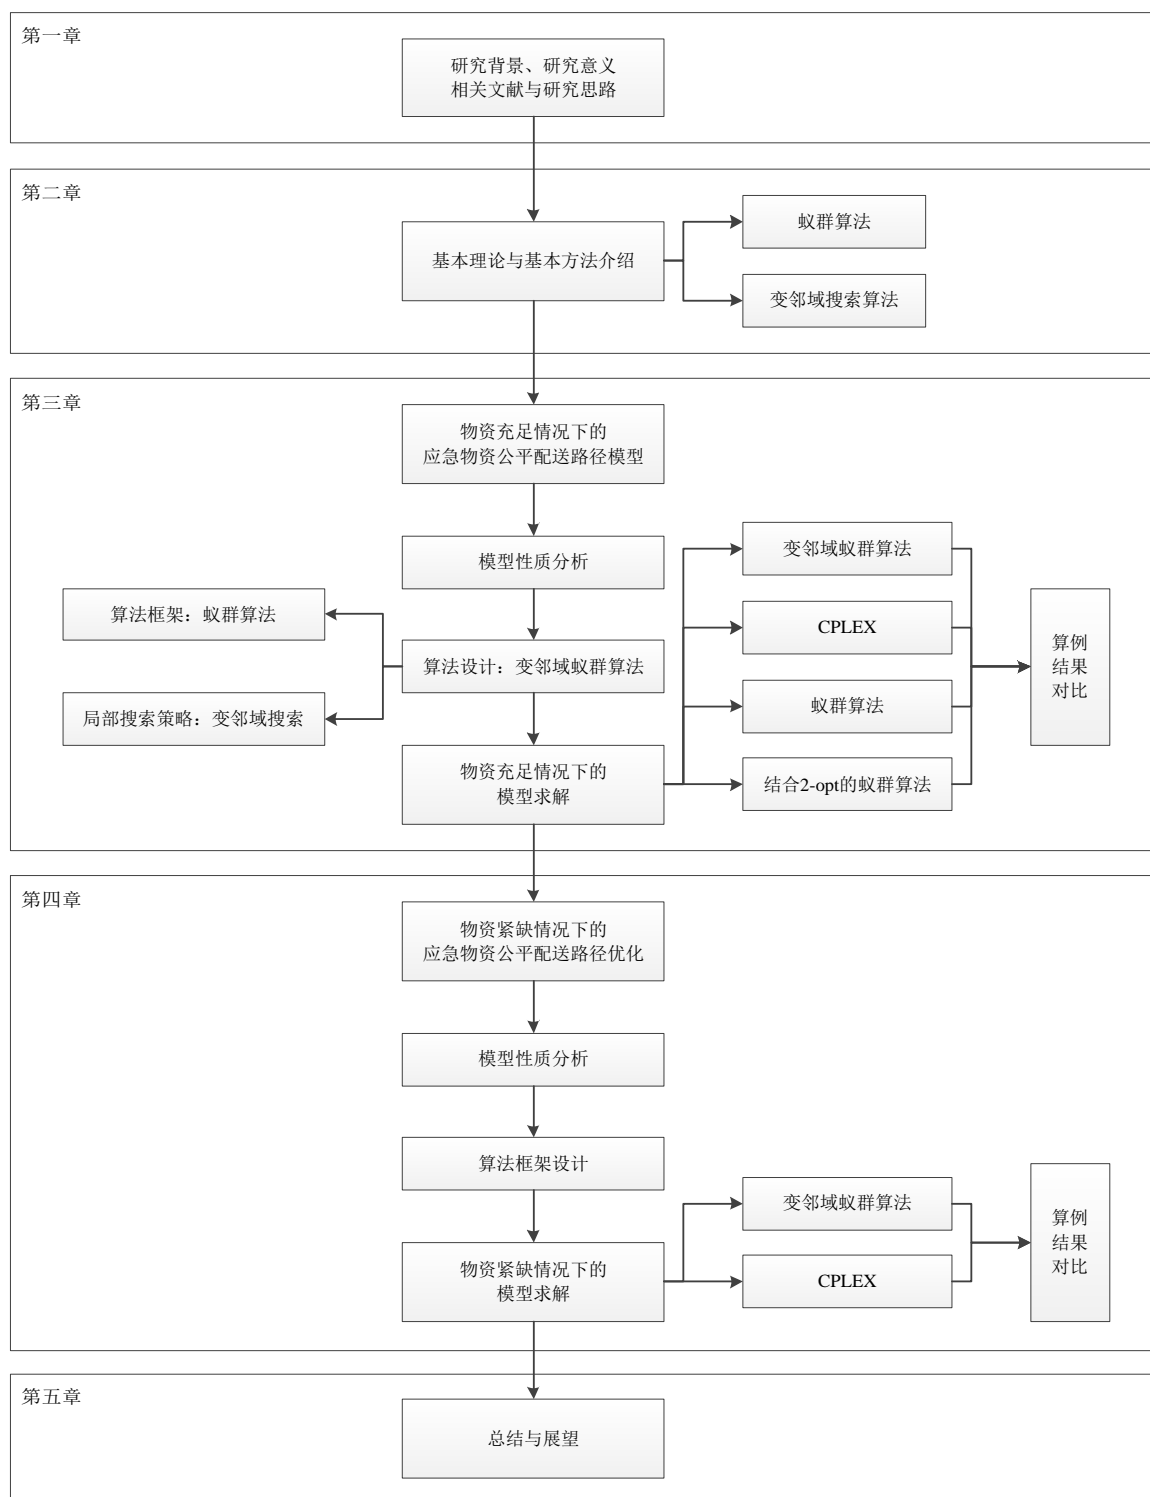 第一章
研究背景、研究意义
相关文献与研究思路
第二章
基本理论与基本方法介绍
蚁群算法
变邻域搜索算法
第三章
物资充足情况下的
应急物资公平配送路径模型
模型性质分析
算法框架：蚁群算法
算法设计：变邻域蚁群算法
局部搜索策略：变邻域搜索
物资充足情况下的
模型求解
变邻域蚁群算法
CPLEX
蚁群算法
结合2-opt的蚁群算法
算例
结果
对比
第四章
物资紧缺情况下的
应急物资公平配送路径优化
模型性质分析
算法框架设计
物资紧缺情况下的
模型求解
变邻域蚁群算法
CPLEX
算例
结果
对比
第五章
总结与展望